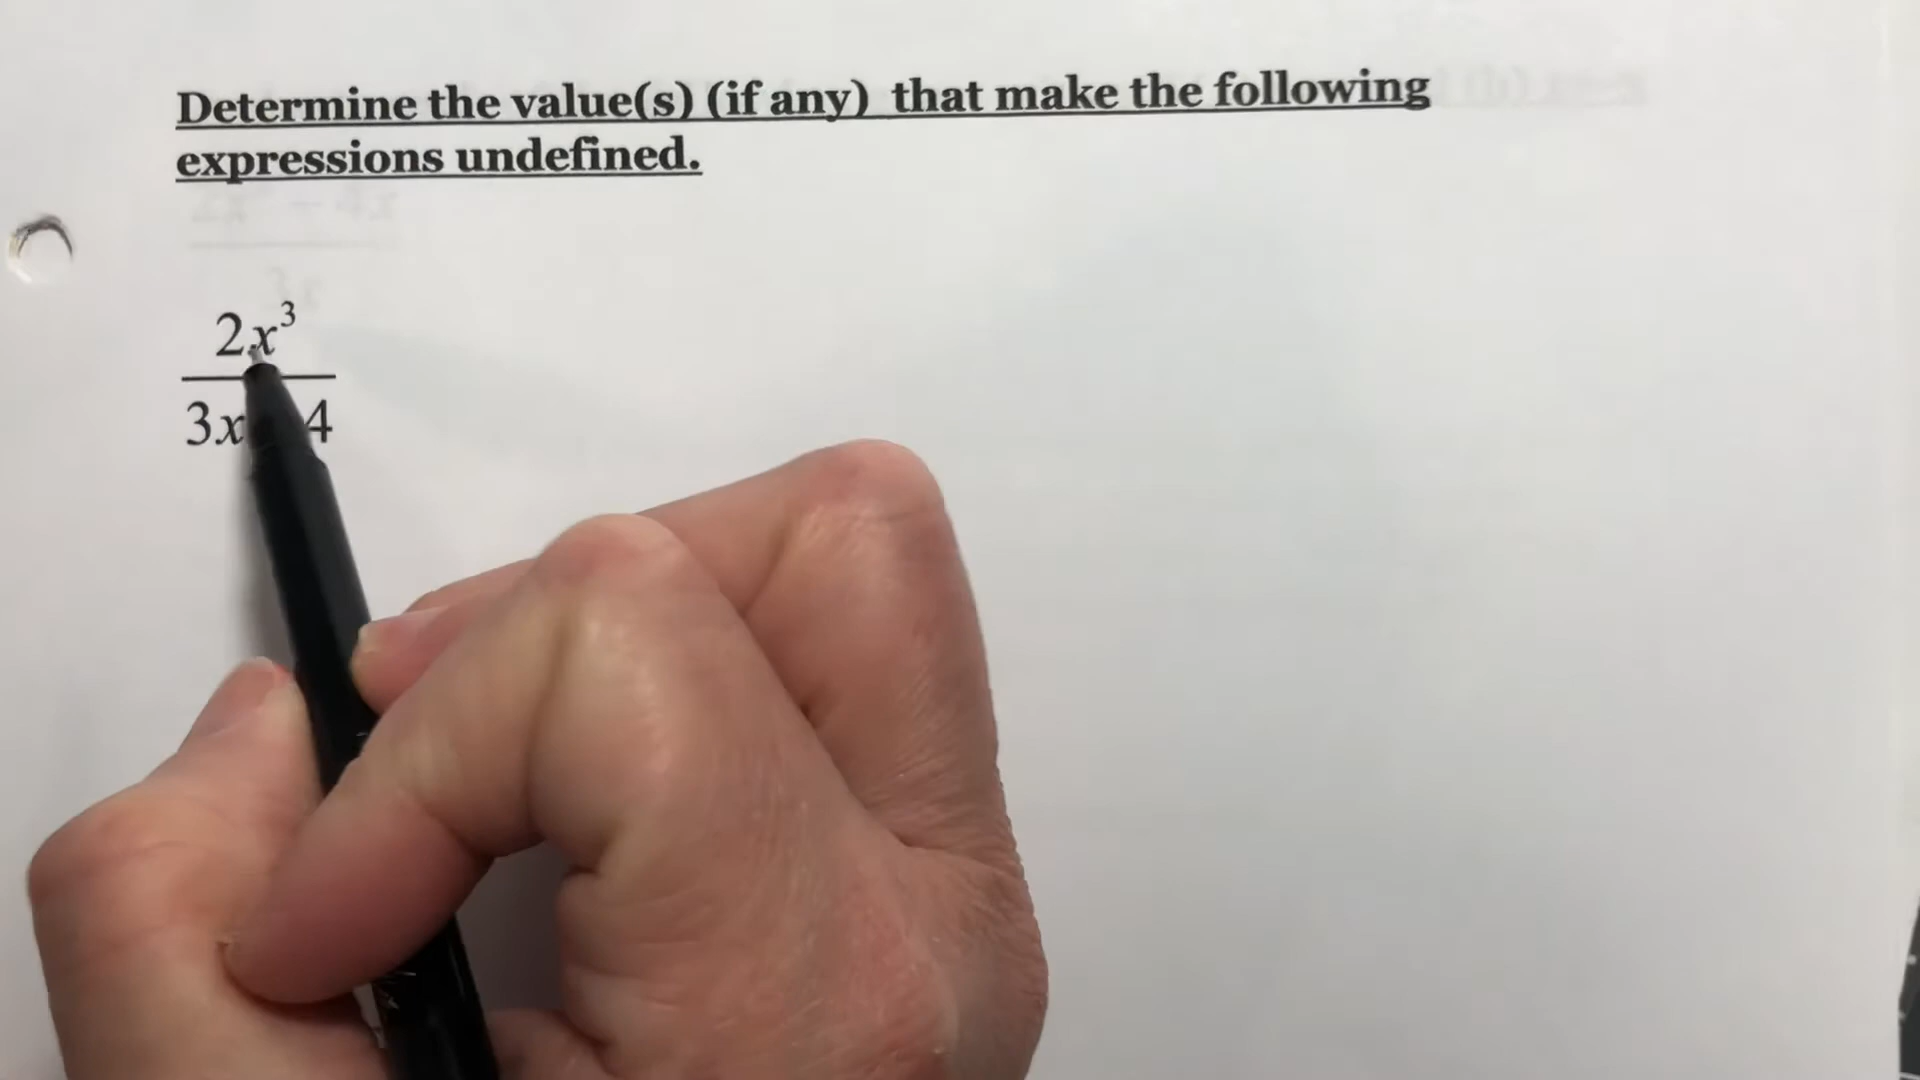 Determine the value(s) (if any) that make the following
expressions undefined.
2x³
3x 4